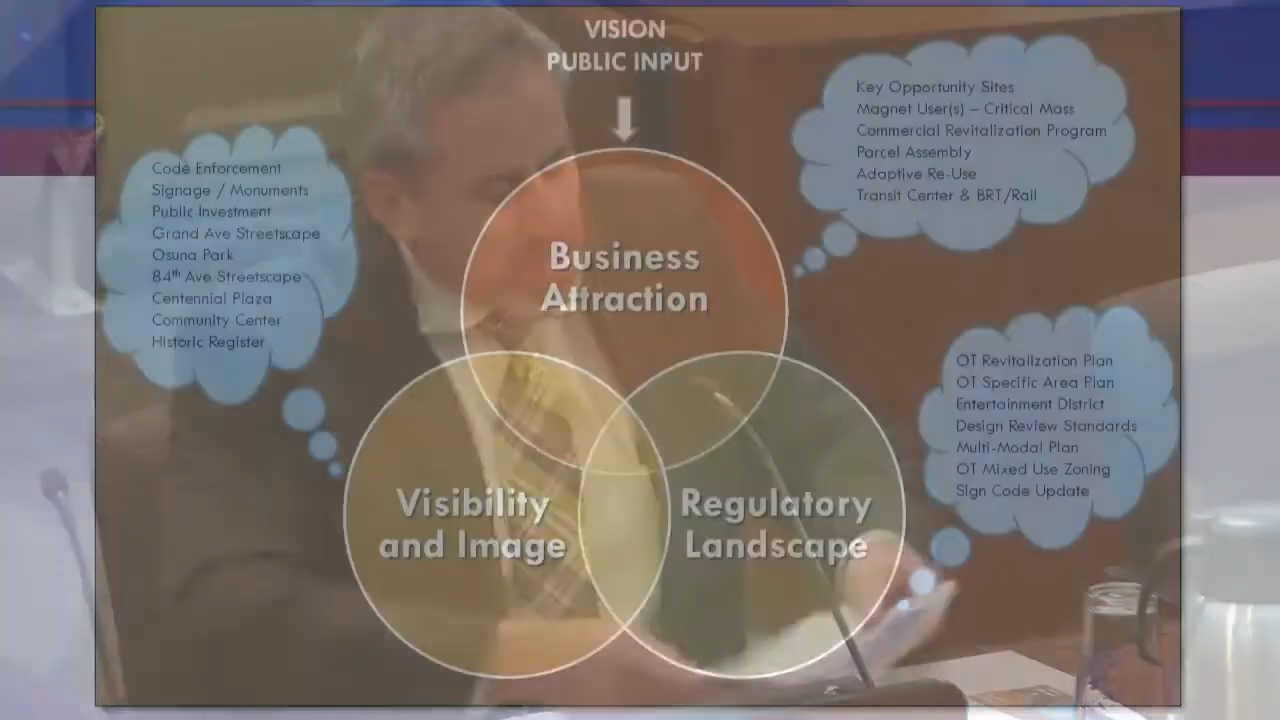 VISION
PUBLIC INPUT
Key Opportunity Sites
Magnet User(s) – Critical Mass
Commercial Revitalization Program
Parcel Assembly
Adaptive Re-Use
Transit Center & BRT/Rail
Code Enforcement
Signage / Monuments
Public Investment
Grand Ave Streetscape
Osuna Park
84th Ave Streetscape
Centennial Plaza
Community Center
Historic Register
Business
Attraction
OT Revitalization Plan
OT Specific Area Plan
Entertainment District
Design Review Standards
Multi-Modal Plan
OT Mixed Use Zoning
Sign Code Update
Visibility
and Image
Regulatory
Landscape